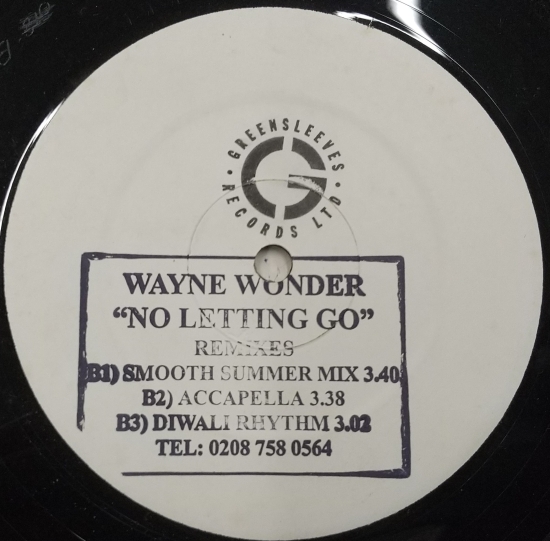 · GREENSLEEVES ·
RECORDS LTD
WAYNE WONDER
“NO LETTING GO”
REMIXES
B1) SMOOTH SUMMER MIX 3.40
B2) ACCAPELLA 3.38
B3) DIWALI RHYTHM 3.02
TEL: 0208 758 0564